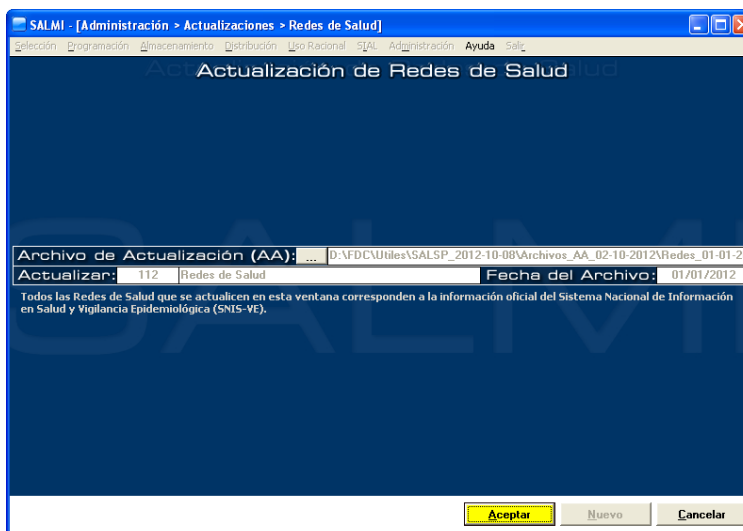 SALMI - [Administración > Actualizaciones > Redes de Salud]
Selección Programación Almacenamiento Distribución Uso Racional SIAL Administración Ayuda Salir
Actualización de Redes de Salud
Archivo de Actualización (AA): ... D:\FDC\Utiles\SALSP_2012-10-08\Archivos_AA_02-10-2012\Redes_01-01-2
Actualizar: 112 Redes de Salud Fecha del Archivo: 01/01/2012
Todos las Redes de Salud que se actualicen en esta ventana corresponden a la información oficial del Sistema Nacional de Información
en Salud y Vigilancia Epidemiológica (SNIS-VE).
SALMI
Aceptar Nuevo Cancelar